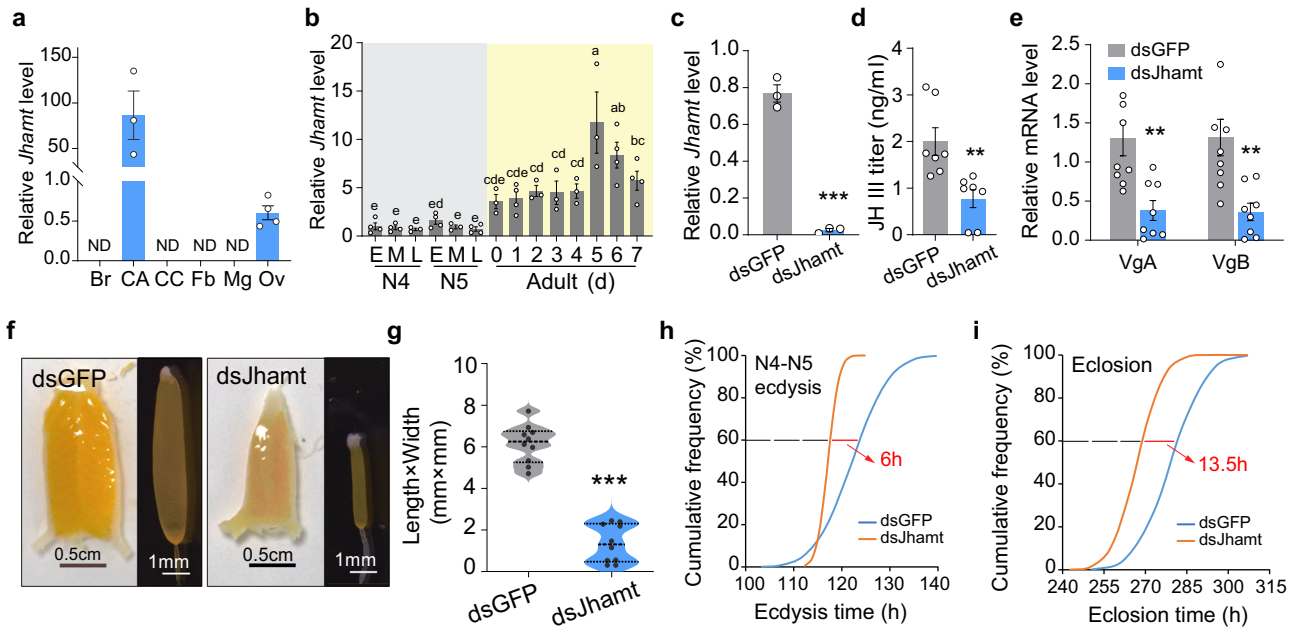 a
Relative Jhamt level
150
100
50
1.0
0.5
0.0
ND
ND
ND
ND
Br
CA
CC
Fb
Mg
Ov
b
Relative Jhamt level
20
15
10
5
0
e
e
e
ed
e
e
cde
cde
cd
cd
cd
a
ab
bc
E M L
E M L
0 1 2 3 4 5 6 7
N4
N5
Adult (d)
c
Relative Jhamt level
1.0
0.8
0.6
0.4
0.2
0.0
***
dsGFP
dsJhamt
d
JH III titer (ng/ml)
4
3
2
1
0
**
dsGFP
dsJhamt
e
Relative mRNA level
2.5
2.0
1.5
1.0
0.5
0.0
dsGFP
dsJhamt
**
**
VgA
VgB
f
dsGFP
0.5cm
1mm
dsJhamt
0.5cm
1mm
g
Length×Width
(mm×mm)
10
8
6
4
2
0
***
dsGFP
dsJhamt
h
Cumulative frequency (%)
100
80
60
40
20
0
N4-N5
ecdysis
6h
dsGFP
dsJhamt
100 110 120 130 140
Ecdysis time (h)
i
Cumulative frequency (%)
100
80
60
40
20
0
Eclosion
13.5h
dsGFP
dsJhamt
240 255 270 285 300 315
Eclosion time (h)